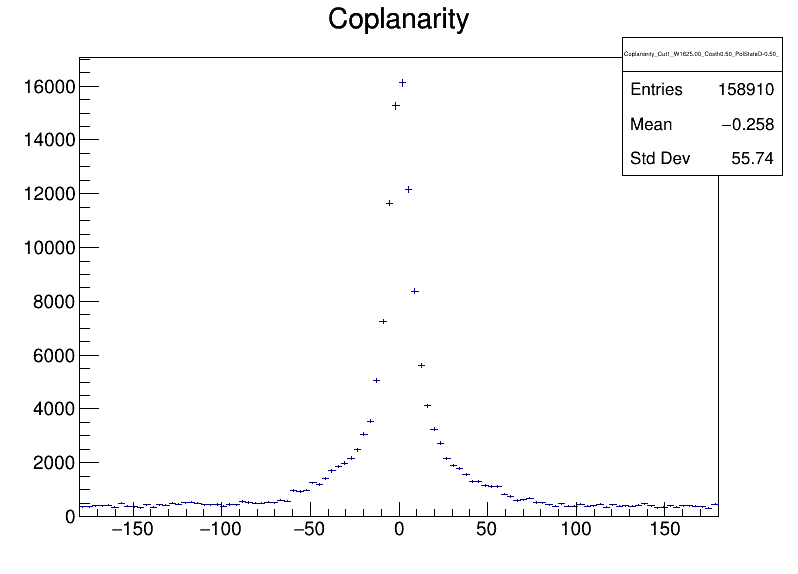 Coplanarity
Coplanarity_Cut1_W1625.00_Costh0.50_PolStateD-0.50_
Entries 158910
Mean −0.258
Std Dev 55.74
16000
14000
12000
10000
8000
6000
4000
2000
0
−150 −100 −50 0 50 100 150